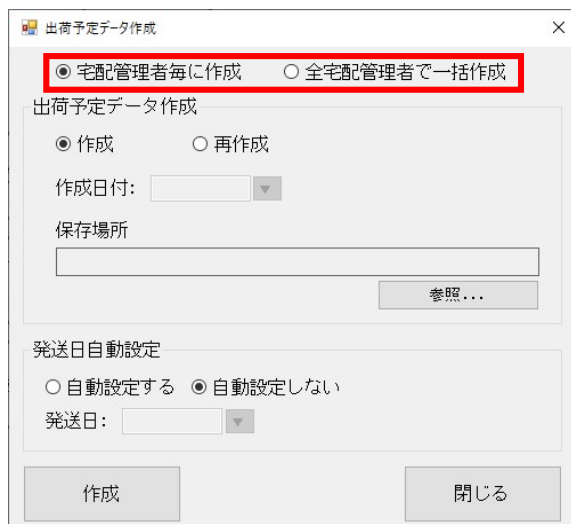 出荷予定データ作成
宅配管理者毎に作成 全宅配管理者で一括作成
出荷予定データ作成
作成 再作成
作成日付:
保存場所
参照...
発送日自動設定
自動設定する 自動設定しない
発送日:
作成 閉じる